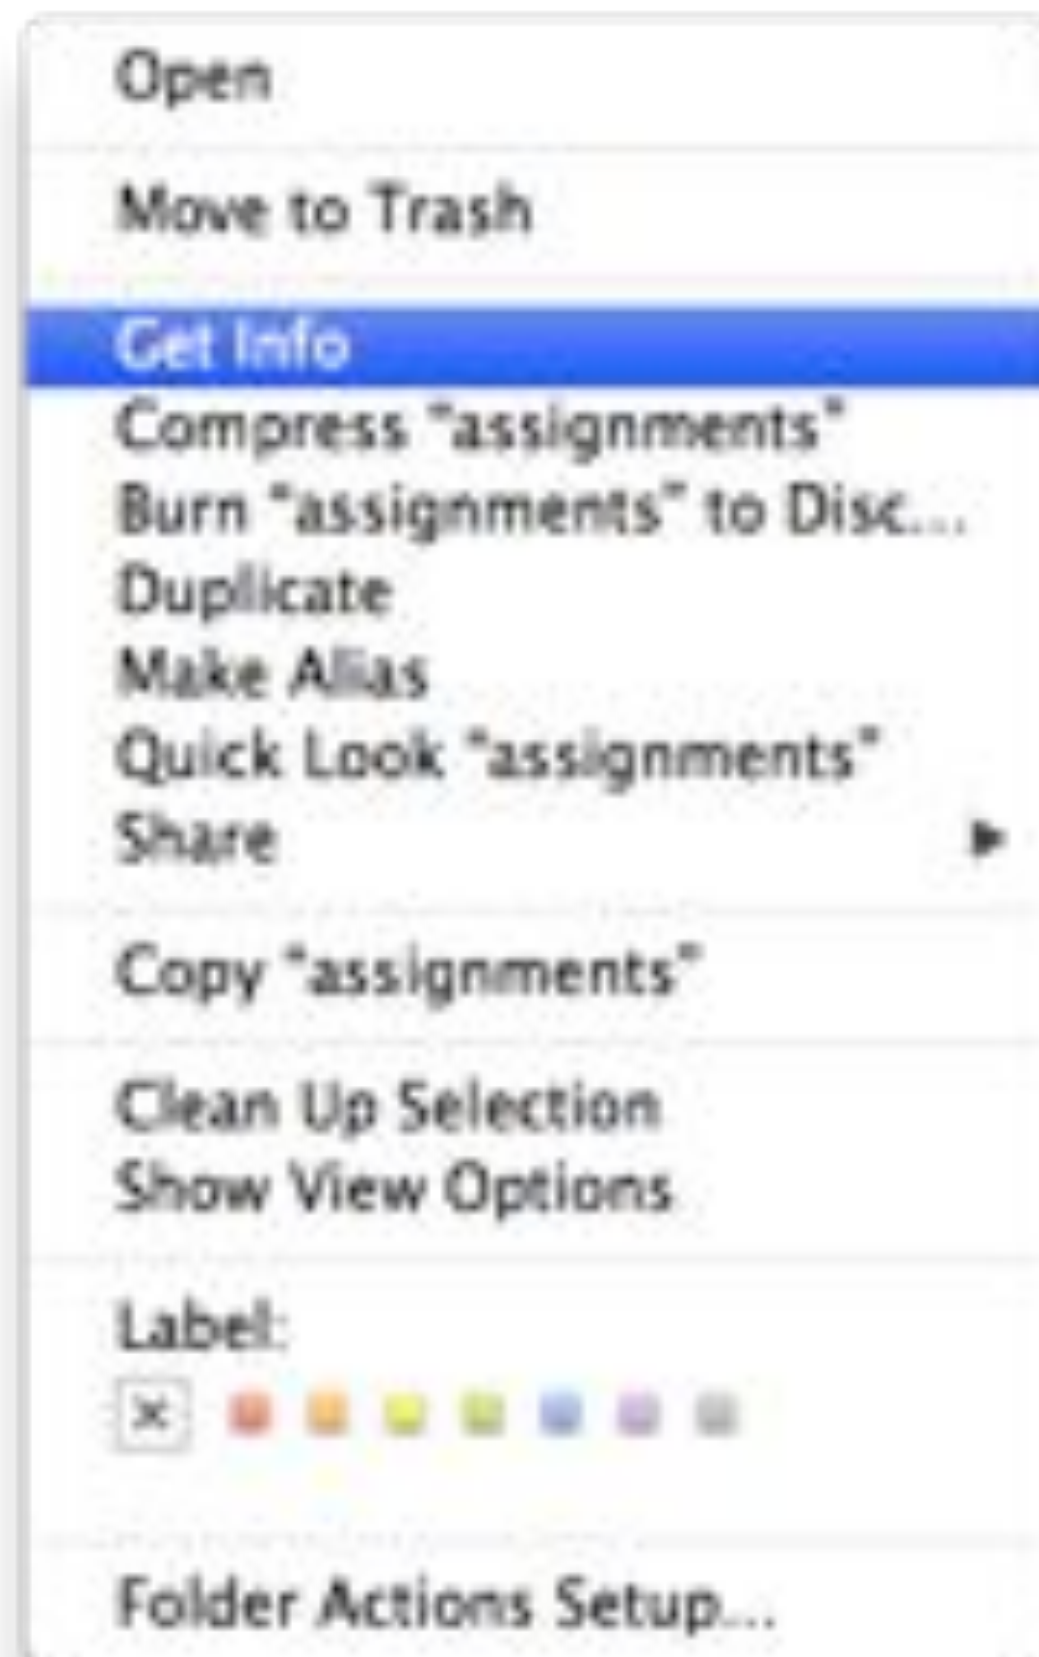 Open
Move to Trash
Get Info
Compress "assignments"
Burn "assignments" to Disc...
Duplicate
Make Alias
Quick Look "assignments"
Share
Copy "assignments"
Clean Up Selection
Show View Options
Label:
Folder Actions Setup...